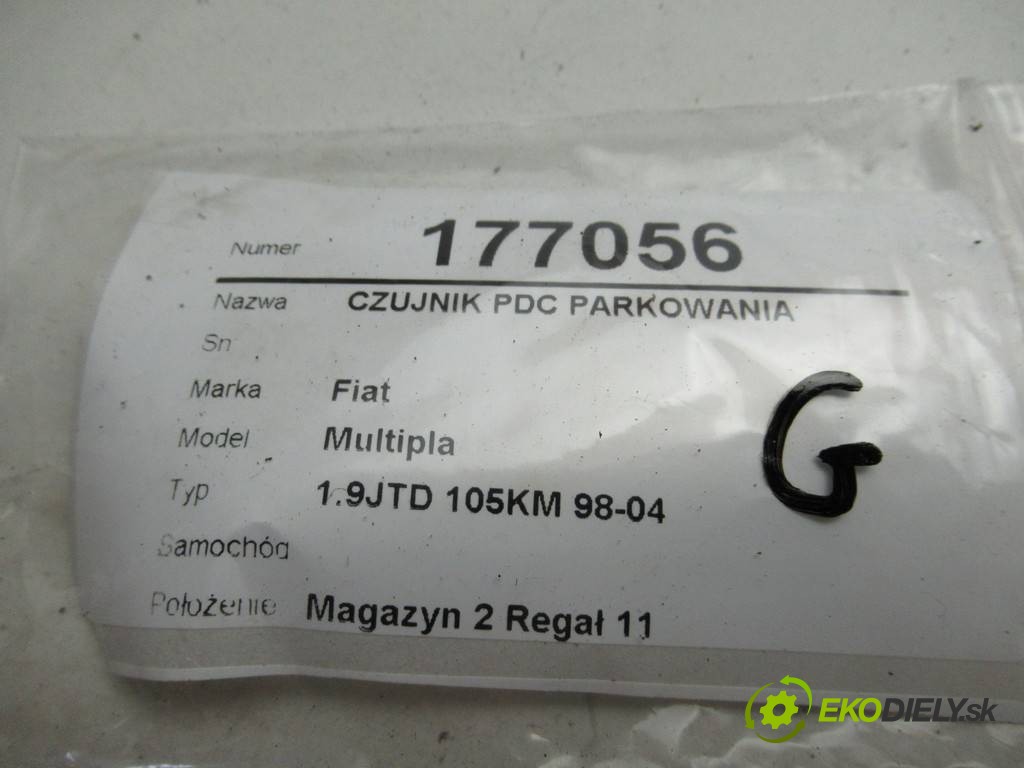 Numer 177056
Nazwa CZUJNIK PDC PARKOWANIA
Sn
Marka Fiat
Model Multipla
Typ 1.9JTD 105KM 98-04
G
Samochód
Położenie Magazyn 2 Regał 11
EKODIELY.sk